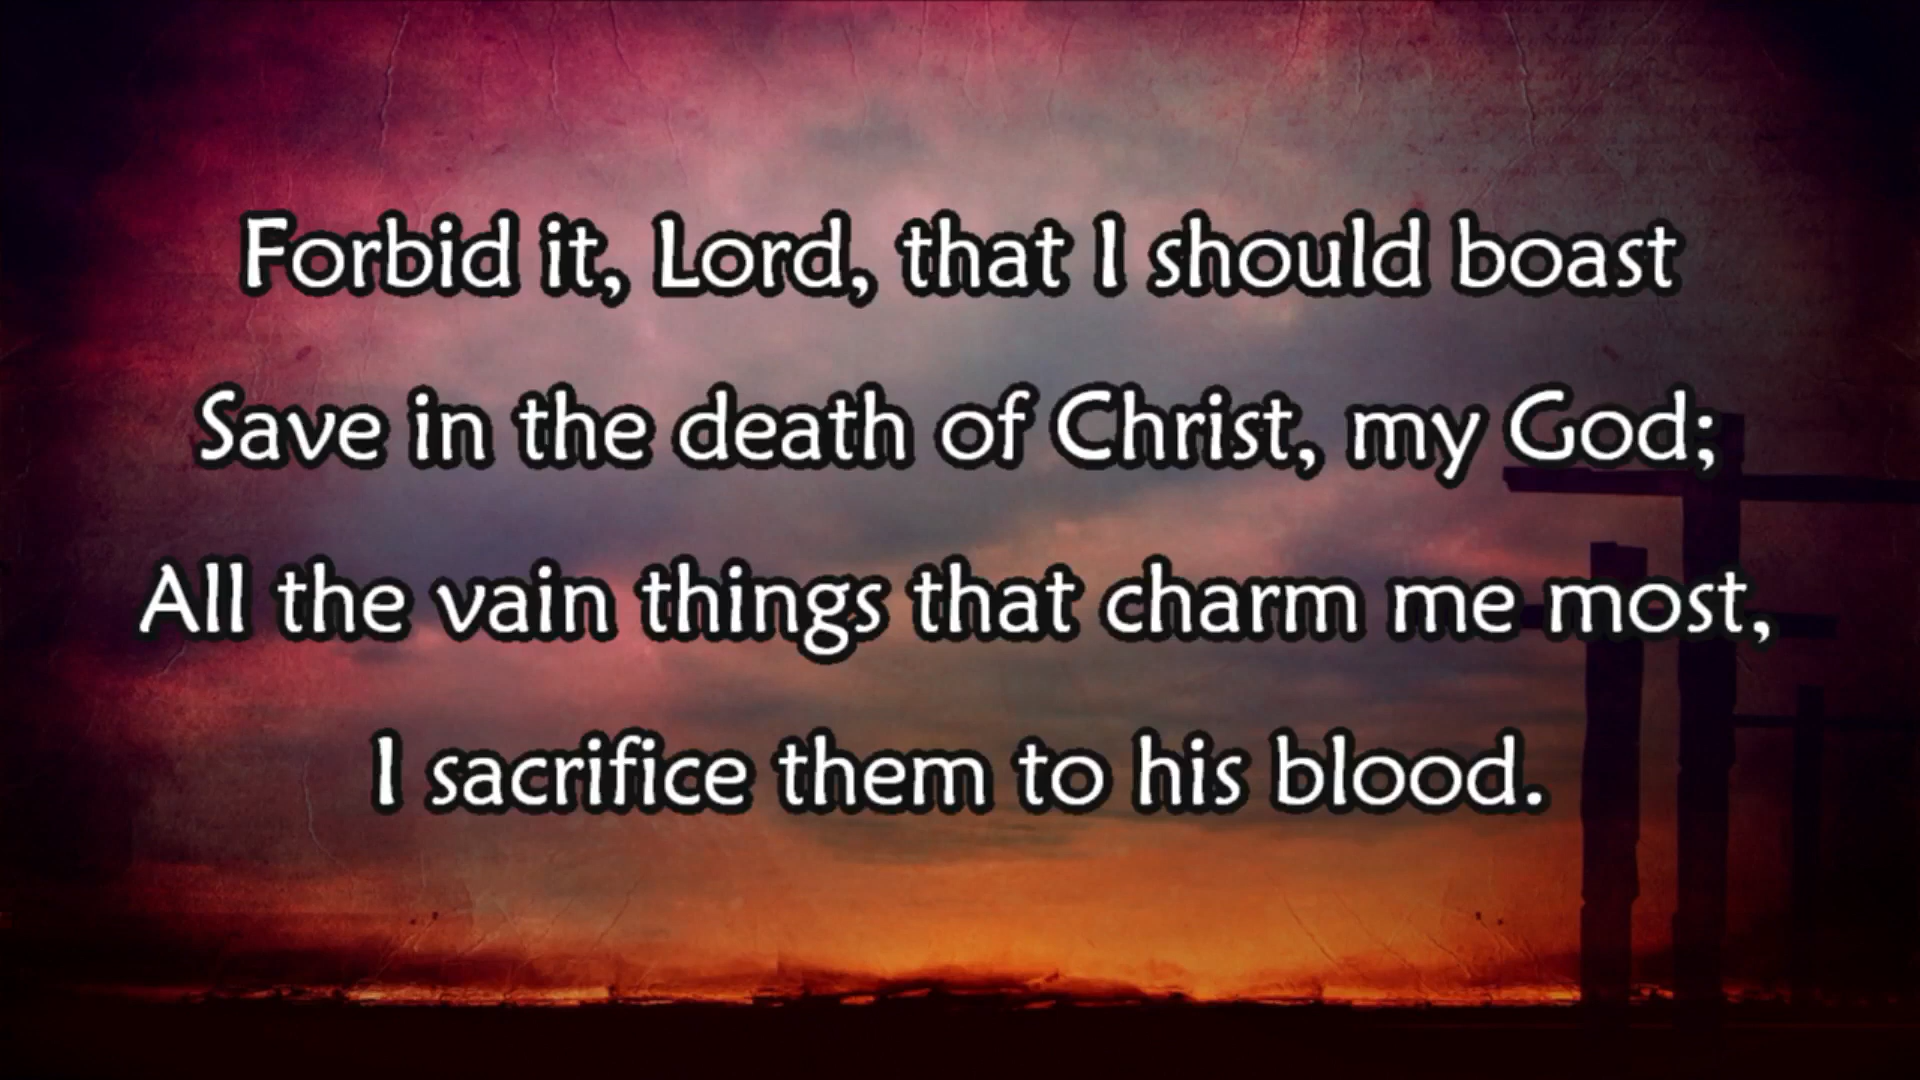 Forbid it, Lord, that I should boast
Save in the death of Christ, my God;
All the vain things that charm me most,
I sacrifice them to his blood.